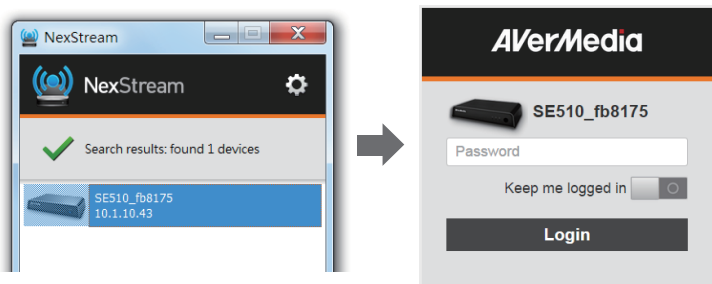 NexStream
NexStream
Search results: found 1 devices
SE510_fb8175
10.1.10.43
AVerMedia
SE510_fb8175
Password
Keep me logged in
Login